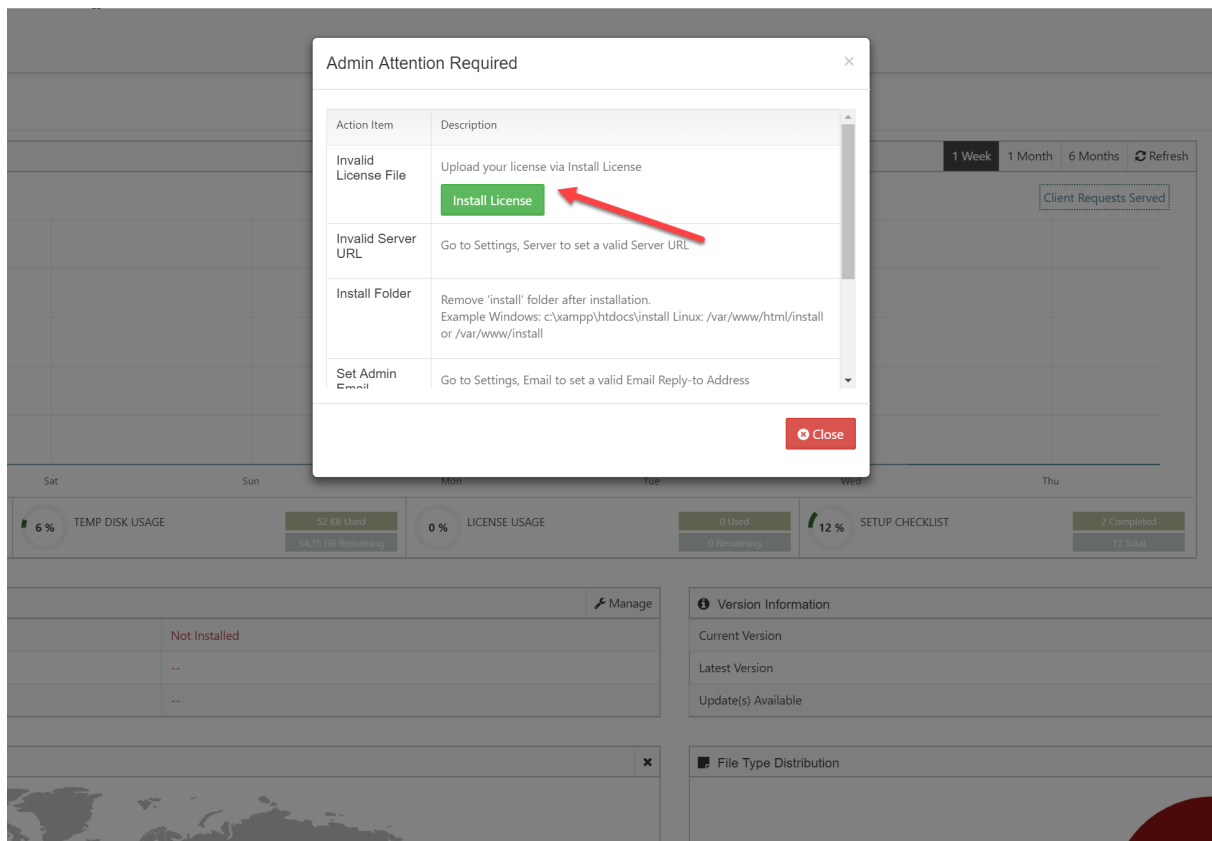 Admin Attention Required
×
Action Item Description
Invalid
License File
Upload your license via Install License
Install License
Invalid Server
URL
Go to Settings, Server to set a valid Server URL
Install Folder
Remove 'install' folder after installation.
Example Windows: c:\xampp\htdocs\install Linux: /var/www/html/install
or /var/www/install
Set Admin
Email
Go to Settings, Email to set a valid Email Reply-to Address
Close
1 Week 1 Month 6 Months Refresh
Client Requests Served
Sat Sun Mon Tue Wed Thu
6 % TEMP DISK USAGE
52 KB Used
54.35 GB Remaining
0 % LICENSE USAGE
0 Used
0 Remaining
12 % SETUP CHECKLIST
2 Completed
17 Total
Manage
Not Installed
--
--
Version Information
Current Version
Latest Version
Update(s) Available
File Type Distribution